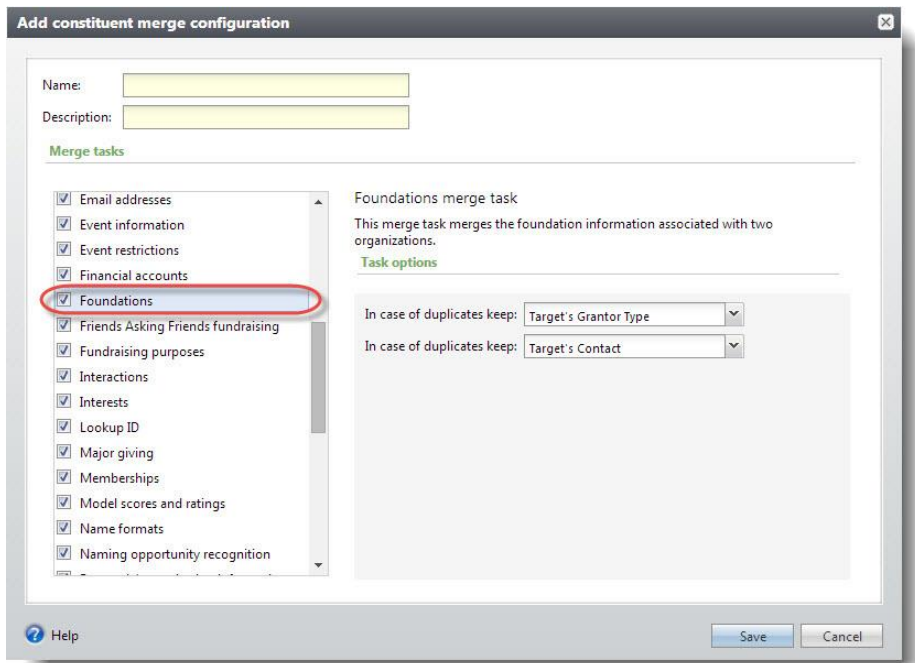 Add constituent merge configuration
Name:
Description:
Merge tasks
Email addresses
Event information
Event restrictions
Financial accounts
Foundations
Friends Asking Friends fundraising
Fundraising purposes
Interactions
Interests
Lookup ID
Major giving
Memberships
Model scores and ratings
Name formats
Naming opportunity recognition
Foundations merge task
This merge task merges the foundation information associated with two
organizations.
Task options
In case of duplicates keep: Target's Grantor Type
In case of duplicates keep: Target's Contact
Help
Save
Cancel